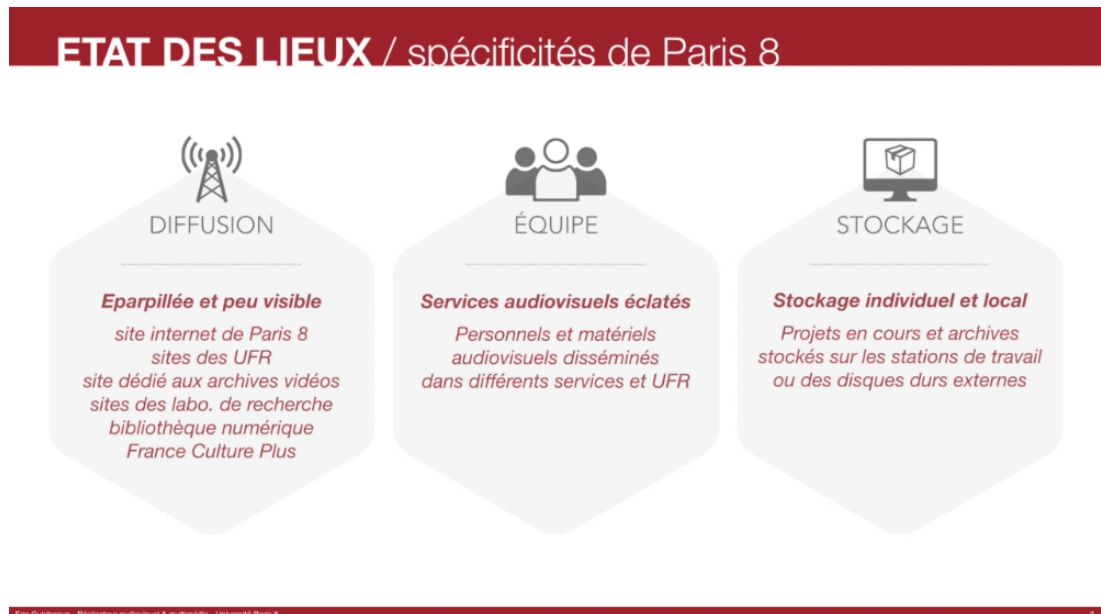 ETAT DES LIEUX / spécificités de Paris 8
DIFFUSION
Eparpillée et peu visible
site internet de Paris 8
sites des UFR
site dédié aux archives vidéos
sites des labo. de recherche
bibliothèque numérique
France Culture Plus
ÉQUIPE
Services audiovisuels éclatés
Personnels et matériels
audiovisuels disséminés
dans différents services et UFR
STOCKAGE
Stockage individuel et local
Projets en cours et archives
stockés sur les stations de travail
ou des disques durs externes